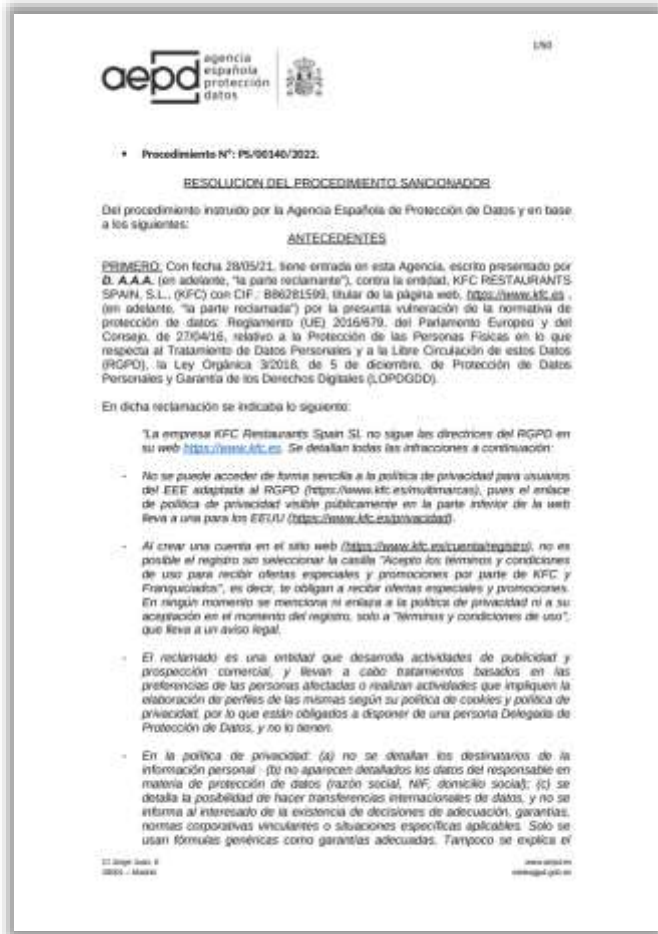 1/50
aepd
agencia
española
protección
datos
• Procedimiento Nº: PS/00140/2022.
RESOLUCION DEL PROCEDIMIENTO SANCIONADOR
Del procedimiento instruido por la Agencia Española de Protección de Datos y en base
a los siguientes:
ANTECEDENTES
PRIMERO: Con fecha 28/05/21, tiene entrada en esta Agencia, escrito presentado por
D. A.A.A. (en adelante, "la parte reclamante"), contra la entidad, KFC RESTAURANTS
SPAIN, S.L., (KFC) con CIF.: B86281599, titular de la página web, https://www.kfc.es ,
(en adelante, "la parte reclamada") por la presunta vulneración de la normativa de
protección de datos: Reglamento (UE) 2016/679, del Parlamento Europeo y del
Consejo, de 27/04/16, relativo a la Protección de las Personas Físicas en lo que
respecta al Tratamiento de Datos Personales y a la Libre Circulación de estos Datos
(RGPD), la Ley Orgánica 3/2018, de 5 de diciembre, de Protección de Datos
Personales y Garantía de los Derechos Digitales (LOPDGDD).
En dicha reclamación se indicaba lo siguiente:
"La empresa KFC Restaurants Spain SL no sigue las directrices del RGPD en
su web https://www.kfc.es. Se detallan todas las infracciones a continuación:
- No se puede acceder de forma sencilla a la política de privacidad para usuarios
del EEE adaptada al RGPD (https://www.kfc.es/multimarcas), pues el enlace
de política de privacidad visible públicamente en la parte inferior de la web
lleva a una para los EEUU (https://www.kfc.es/privacidad).
- Al crear una cuenta en el sitio web (https://www.kfc.es/cuenta/registro), no es
posible el registro sin seleccionar la casilla "Acepto los términos y condiciones
de uso para recibir ofertas especiales y promociones por parte de KFC y
Franquiciados", es decir, te obligan a recibir ofertas especiales y promociones.
En ningún momento se menciona ni enlaza a la política de privacidad ni a su
aceptación en el momento del registro, solo a "términos y condiciones de uso",
que lleva a un aviso legal.
- El reclamado es una entidad que desarrolla actividades de publicidad y
prospección comercial, y llevan a cabo tratamientos basados en las
preferencias de las personas afectadas o realizan actividades que impliquen la
elaboración de perfiles de las mismas según su política de cookies y política de
privacidad, por lo que están obligados a disponer de una persona Delegada de
Protección de Datos, y no lo tienen.
- En la política de privacidad: (a) no se detallan los destinatarios de la
información personal - (b) no aparecen detallados los datos del responsable en
materia de protección de datos (razón social, NIF, domicilio social); (c) se
detalla la posibilidad de hacer transferencias internacionales de datos, y no se
informa al interesado de la existencia de decisiones de adecuación, garantías,
normas corporativas vinculantes o situaciones específicas aplicables. Solo se
usan fórmulas genéricas como garantías adecuadas. Tampoco se explica el
C/ Jorge Juan, 6
www.aepd.es
28001 – Madrid
sedeagpd.gob.es